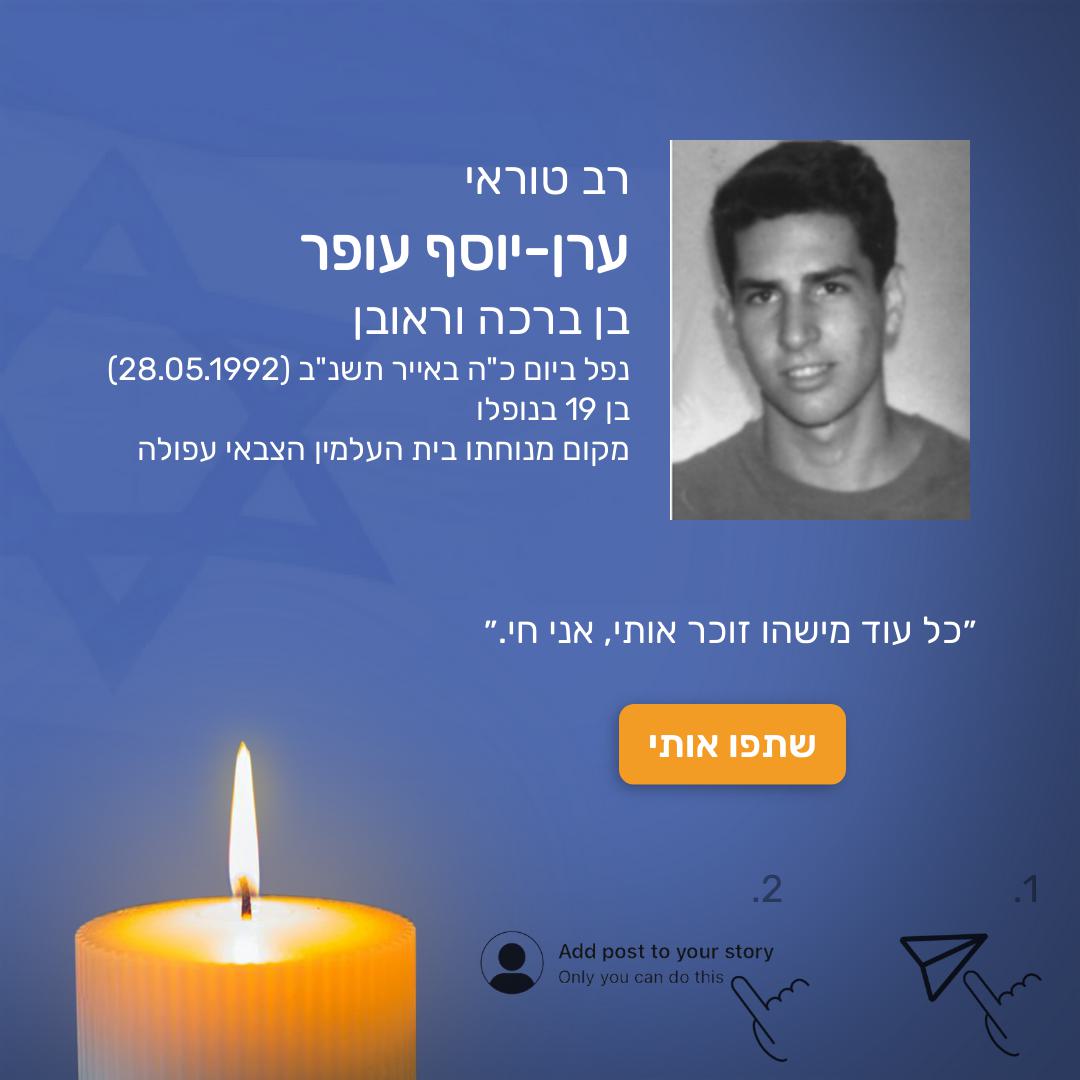 רב טוראי
ערן-יוסף עופר
בן ברכה וראובן
נפל ביום כ"ה באייר תשנ"ב (28.05.1992)
בן 19 בנופלו
מקום מנוחתו בית העלמין הצבאי עפולה
״כל עוד מישהו זוכר אותי, אני חי.״
שתפו אותי
1.
2.
Add post to your story
Only you can do this